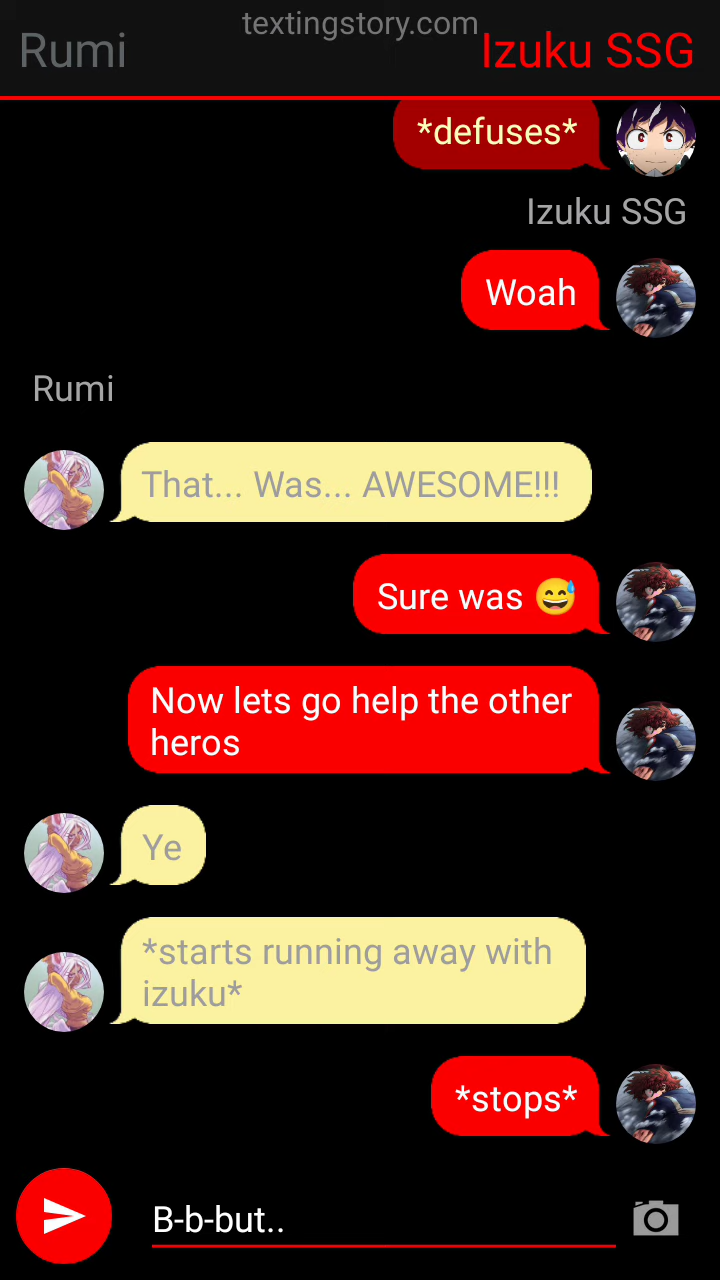 textingstory.com
Rumi
Izuku SSG
*defuses*
Izuku SSG
Woah
Rumi
That... Was... AWESOME!!!
Sure was 😅
Now lets go help the other
heros
Ye
*starts running away with
izuku*
*stops*
B-b-but..